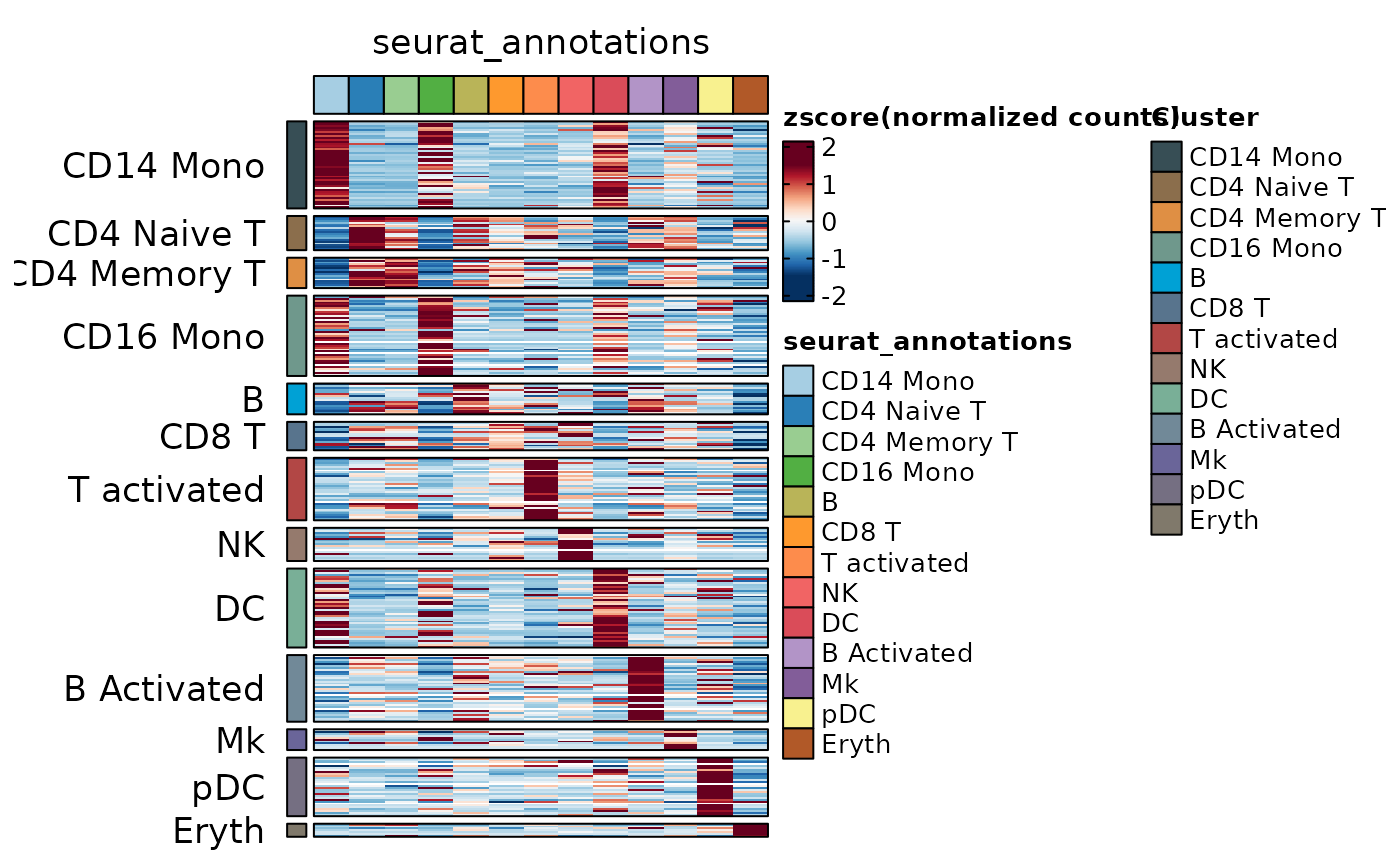 seurat_annotations
CD14 Mono
CD4 Naive T
CD4 Memory T
CD16 Mono
B
CD8 T
T activated
NK
DC
B Activated
Mk
pDC
Eryth
zscore(normalized counts)
2
1
0
-1
-2
seurat_annotations
CD14 Mono
CD4 Naive T
CD4 Memory T
CD16 Mono
B
CD8 T
T activated
NK
DC
B Activated
Mk
pDC
Eryth
Cluster
CD14 Mono
CD4 Naive T
CD4 Memory T
CD16 Mono
B
CD8 T
T activated
NK
DC
B Activated
Mk
pDC
Eryth